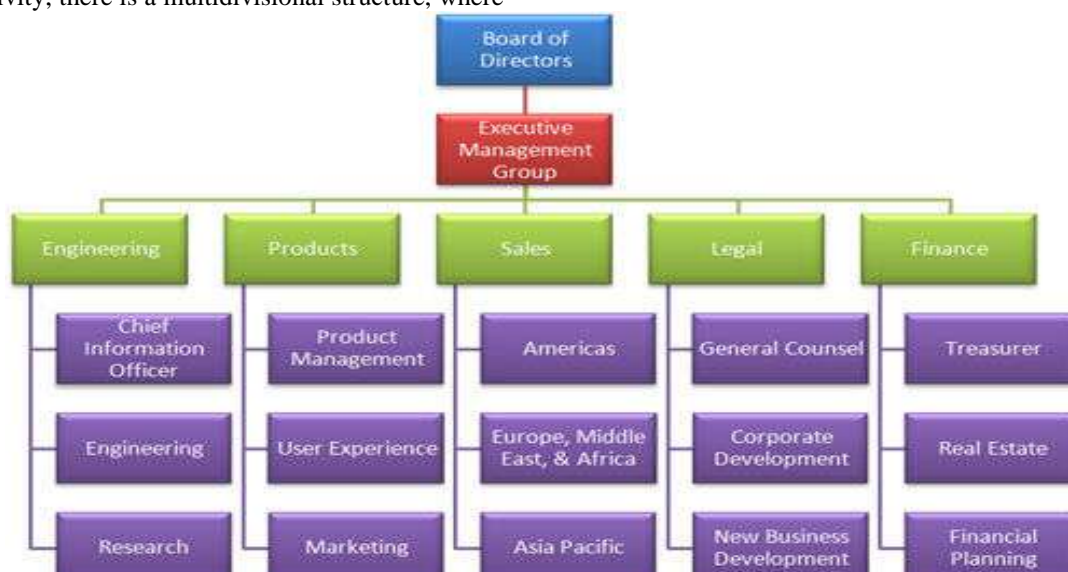 there is a multidivisional structure, where
Board of
Directors
Executive
Management
Group
Engineering
Products
Sales
Legal
Finance
Chief
Information
Officer
Product
Management
Americas
General Counsel
Treasurer
Engineering
User Experience
Europe, Middle
East, & Africa
Corporate
Development
Real Estate
Research
Marketing
Asia Pacific
New Business
Development
Financial
Planning